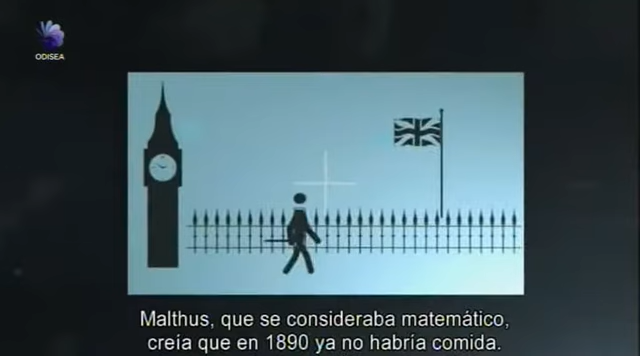 ODISEA
Malthus, que se consideraba matemático,
creía que en 1890 ya no habría comida.